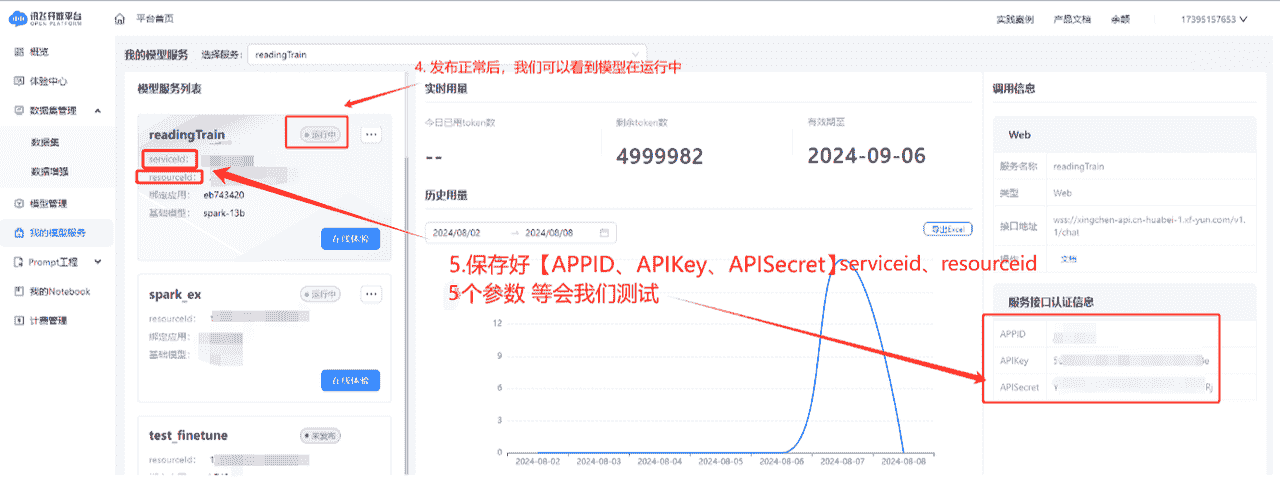 讯飞开放平台
OPEN PLATFORM
平台首页
实践案例 产品文档 余额 17395157653
概览
体验中心
数据集管理
数据集
数据增强
模型管理
我的模型服务
Prompt工程
我的Notebook
计费管理
我的模型服务 选择服务: readingTrain
4. 发布正常后，我们可以看到模型在运行中
模型服务列表
readingTrain 运行中 ...
serviceId:
resourceId:
绑定应用: eb743420
基础模型: spark-13b
在线体验
spark_ex 运行中 ...
resourceId:
绑定应用:
基础模型:
在线体验
test_finetune 未发布
resourceId: 1
实时用量
今日已用token数 剩余token数 有效期至
-- 4999982 2024-09-06
历史用量
2024/08/02 → 2024/08/08 导出Excel
5.保存好【APPID、APIKey、APISecret】serviceid、resourceid
5个参数 等会我们测试
12
9
6
3
0
2024-08-02 2024-08-03 2024-08-04 2024-08-05 2024-08-06 2024-08-07 2024-08-08
调用信息
Web
服务名称 readingTrain
类型 Web
接口地址 wss://xingchen-api.cn-huabei-1.xf-yun.com/v1.
1/chat
操作 文档
服务接口认证信息
APPID
APIKey
APISecret Y